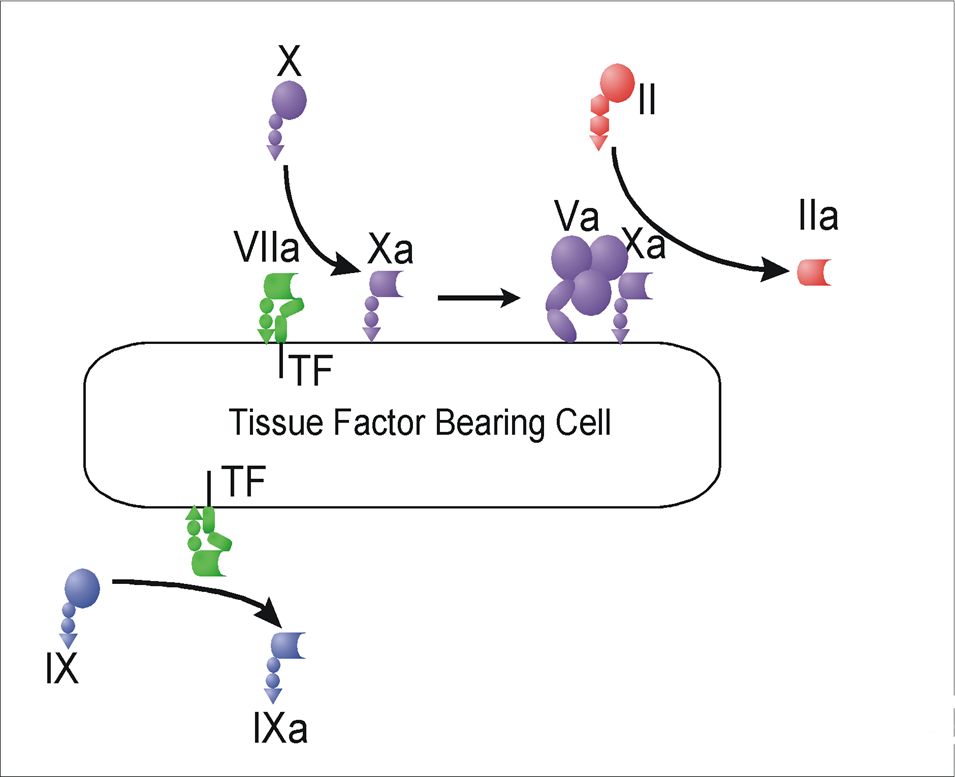 X
II
VIIa
Xa
Va
Xa
IIa
TF
Tissue Factor Bearing Cell
TF
IX
IXa